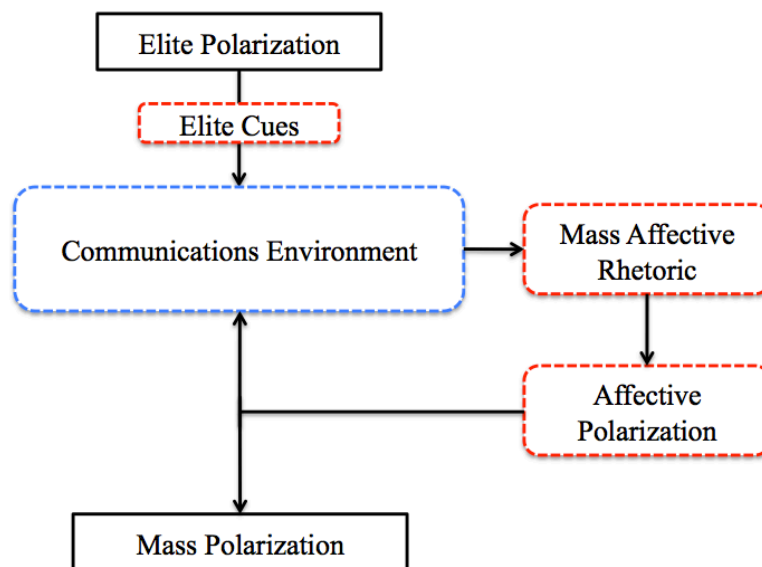 Elite Polarization
Elite Cues
Communications Environment
Mass Affective
Rhetoric
Affective
Polarization
Mass Polarization